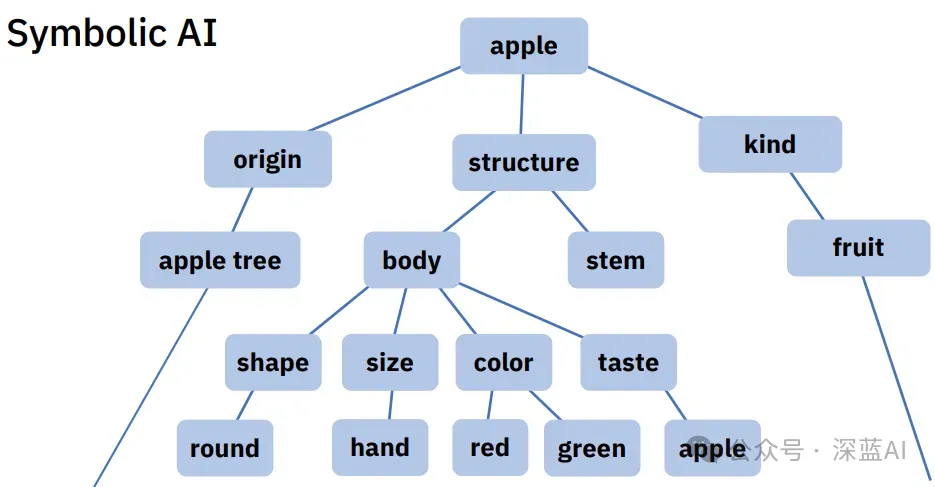 Symbolic AI
apple
origin
structure
kind
apple tree
body
stem
fruit
shape
size
color
taste
round
hand
red
green
apple
公众号 · 深蓝AI